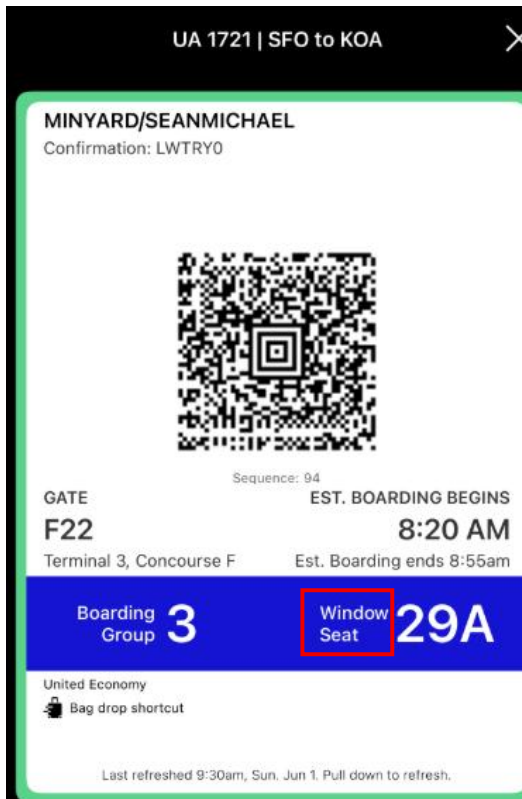 UA 1721 | SFO to KOA
MINYARD/SEANMICHAEL
Confirmation: LWTRY0
Sequence: 94
GATE
EST. BOARDING BEGINS
F22
8:20 AM
Terminal 3, Concourse F
Est. Boarding ends 8:55am
Boarding
Group
3
Window
Seat
29A
United Economy
Bag drop shortcut
Last refreshed 9:30am, Sun. Jun 1. Pull down to refresh.